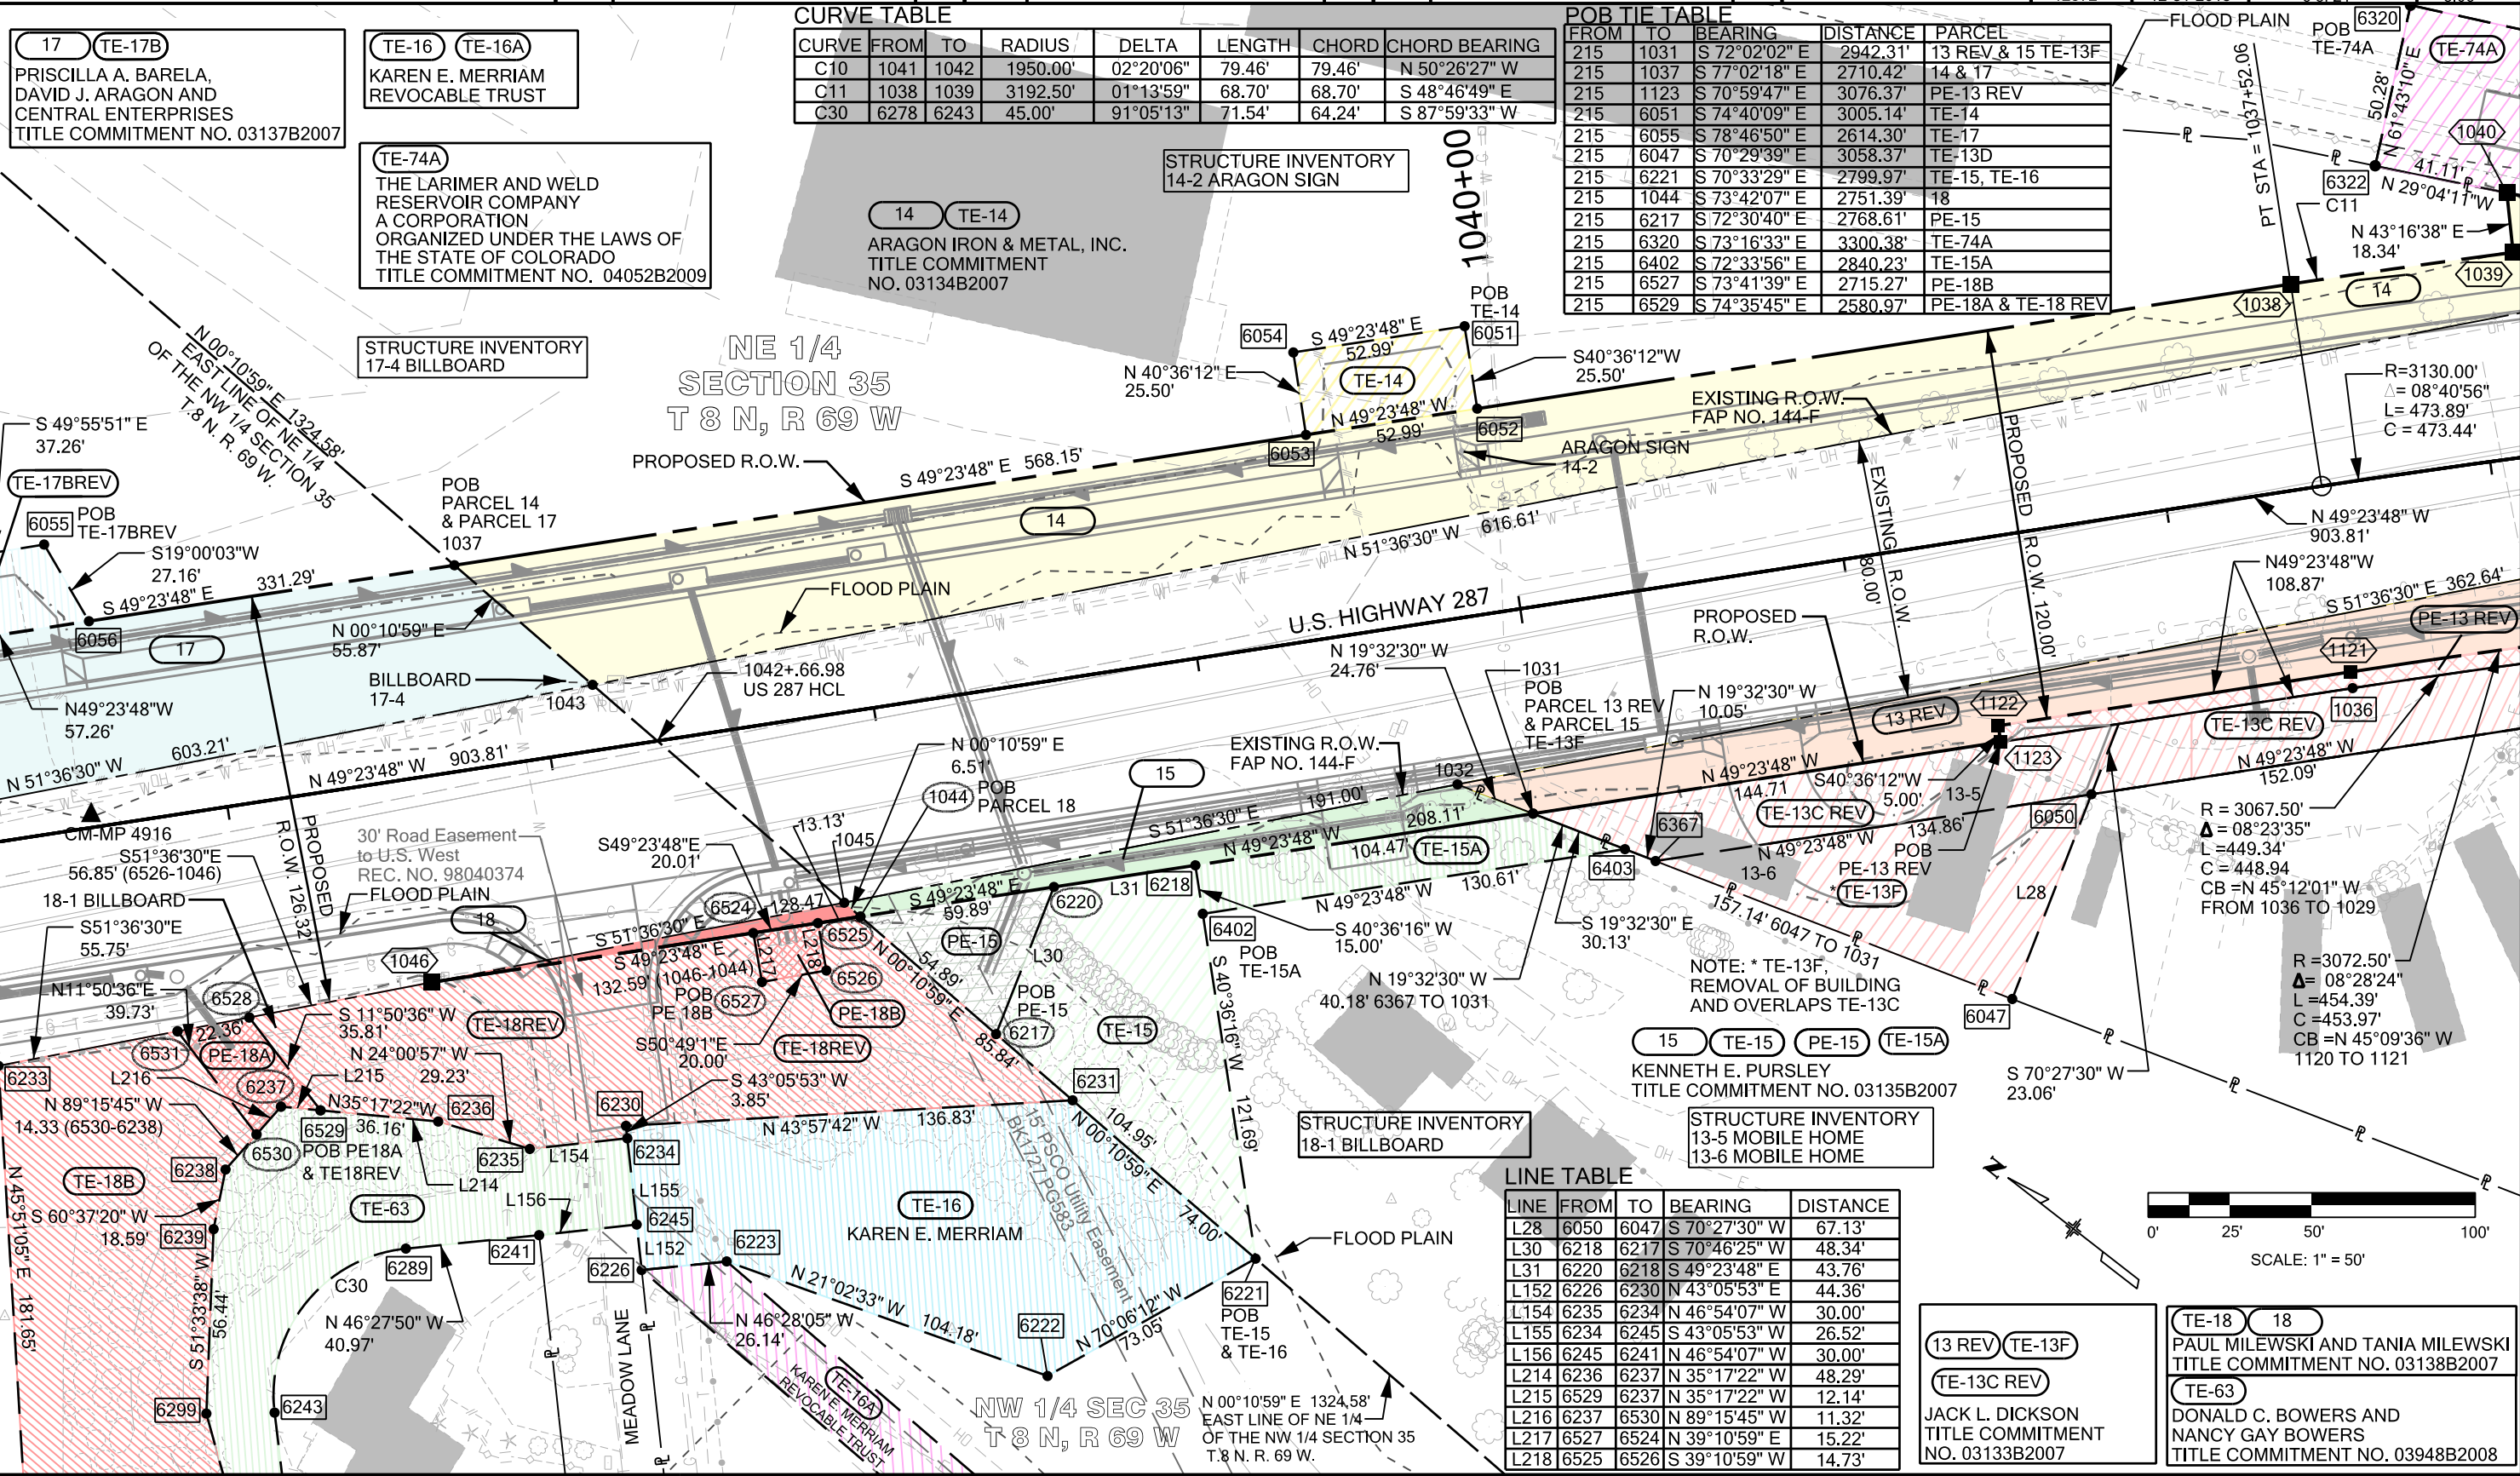 17 TE-17B
PRISCILLA A. BARELA,
DAVID J. ARAGON AND
CENTRAL ENTERPRISES
TITLE COMMITMENT NO. 03137B2007
TE-16 TE-16A
KAREN E. MERRIAM
REVOCABLE TRUST
TE-74A
THE LARIMER AND WELD
RESERVOIR COMPANY
A CORPORATION
ORGANIZED UNDER THE LAWS OF
THE STATE OF COLORADO
TITLE COMMITMENT NO. 04052B2009
STRUCTURE INVENTORY
17-4 BILLBOARD
CURVE TABLE
CURVE FROM TO RADIUS DELTA LENGTH CHORD CHORD BEARING
C10 1041 1042 1950.00' 02°20'06" 79.46' 79.46' N 50°26'27" W
C11 1038 1039 3192.50' 01°13'59" 68.70' 68.70' S 48°46'49" E
C30 6278 6243 45.00' 91°05'13" 71.54' 64.24' S 87°59'33" W
STRUCTURE INVENTORY
14-2 ARAGON SIGN
14 TE-14
ARAGON IRON & METAL, INC.
TITLE COMMITMENT
NO. 03134B2007
1040+00
POB TIE TABLE
FROM TO BEARING DISTANCE PARCEL
215 1031 S 72°02'02" E 2942.31' 13 REV & 15 TE-13F
215 1037 S 77°02'18" E 2710.42' 14 & 17
215 1123 S 70°59'47" E 3076.37' PE-13 REV
215 6051 S 74°40'09" E 3005.14' TE-14
215 6055 S 78°46'50" E 2614.30' TE-17
215 6047 S 70°29'39" E 3058.37' TE-13D
215 6221 S 70°33'29" E 2799.97' TE-15, TE-16
215 1044 S 73°42'07" E 2751.39' 18
215 6217 S 72°30'40" E 2768.61' PE-15
215 6320 S 73°16'33" E 3300.38' TE-74A
215 6402 S 72°33'56" E 2840.23' TE-15A
215 6527 S 73°41'39" E 2715.27' PE-18B
215 6529 S 74°35'45" E 2580.97' PE-18A & TE-18 REV
FLOOD PLAIN
POB
TE-74A
6320
TE-74A
50.28'
N 61°43'10" E
1040
41.11'
6322
N 29°04'11"W
PT STA = 1037+52.06
C11
N 43°16'38" E
18.34'
1039
1038
14
NE 1/4
SECTION 35
T 8 N, R 69 W
N 00°10'59" E 1324.58'
EAST LINE OF NE 1/4
OF THE NW 1/4 SECTION 35
T.8 N. R. 69 W.
S 49°55'51" E
37.26'
TE-17BREV
6055
POB
TE-17BREV
S19°00'03"W
27.16'
S 49°23'48" E 331.29'
6056
17
N49°23'48"W
57.26'
N 51°36'30" W 603.21'
N 49°23'48" W 903.81'
CM-MP 4916
POB
PARCEL 14
& PARCEL 17
1037
PROPOSED R.O.W.
S 49°23'48" E 568.15'
14
N 00°10'59" E
55.87'
BILLBOARD
17-4
1043
FLOOD PLAIN
1042+.66.98
US 287 HCL
6054
S 49°23'48" E
52.99'
POB
TE-14
6051
N 40°36'12" E
25.50'
TE-14
S40°36'12"W
25.50'
N 49°23'48" W
52.99'
6053
6052
ARAGON SIGN
14-2
EXISTING R.O.W.
FAP NO. 144-F
N 51°36'30" W 616.61'
U.S. HIGHWAY 287
EXISTING R.O.W.
80.00'
PROPOSED R.O.W. 120.00'
R=3130.00'
△= 08°40'56"
L= 473.89'
C = 473.44'
N 49°23'48" W
903.81'
N49°23'48"W
108.87'
S 51°36'30" E 362.64'
PE-13 REV
1121
1036
TE-13C REV
N 49°23'48" W
152.09'
PROPOSED
R.O.W.
N 19°32'30" W
24.76'
1031
POB
PARCEL 13 REV
& PARCEL 15
TE-13F
N 19°32'30" W
10.05'
13 REV
1122
1123
N 49°23'48" W
144.71
S40°36'12"W
5.00'
13-5
TE-13C REV
6050
134.86'
N 49°23'48" W
POB
PE-13 REV
*TE-13F
13-6
L28
6367
6403
157.14' 6047 TO 1031
R = 3067.50'
Δ = 08°23'35"
L =449.34'
C = 448.94
CB =N 45°12'01" W
FROM 1036 TO 1029
R =3072.50'
Δ= 08°28'24"
L =454.39'
C =453.97'
CB =N 45°09'36" W
1120 TO 1121
EXISTING R.O.W.
FAP NO. 144-F
1032
N 00°10'59" E
6.51'
1044
POB
PARCEL 18
15
S 51°36'30" E 191.00'
N 49°23'48" W 208.11'
104.47'
TE-15A
S 49°23'48" E
59.89'
L31
6218
6220
N 49°23'48" W 130.61'
6402
POB
TE-15A
S 40°36'16" W
15.00'
S 19°32'30" E
30.13'
N 19°32'30" W
40.18' 6367 TO 1031
NOTE: * TE-13F,
REMOVAL OF BUILDING
AND OVERLAPS TE-13C
6047
S 70°27'30" W
23.06'
15 TE-15 PE-15 TE-15A
KENNETH E. PURSLEY
TITLE COMMITMENT NO. 03135B2007
STRUCTURE INVENTORY
13-5 MOBILE HOME
13-6 MOBILE HOME
STRUCTURE INVENTORY
18-1 BILLBOARD
30' Road Easement
to U.S. West
REC. NO. 98040374
FLOOD PLAIN
PROPOSED
R.O.W. 126.32'
S51°36'30"E
56.85' (6526-1046)
18-1 BILLBOARD
S51°36'30"E
55.75'
S49°23'48"E
20.01'
13.13'
1045
18
6524
128.47'
S 51°36'30" E
S 49°23'48" E
132.59' (1046-1044)
1046
L217
L218
6525
6526
POB
PE 18B
6527
PE-18B
PE-15
N 00°10'59" E
54.89'
L30
POB
PE-15
6217
85.84'
TE-15
6231
S 40°36'16" W
121.69'
N11°50'36"E
39.73'
6528
22.36'
6531
PE-18A
S 11°50'36" W
35.81'
TE-18REV
TE-18REV
S50°49'1"E
20.00'
6233
L216
6237
N 24°00'57" W
29.23'
L215
N 89°15'45" W
14.33 (6530-6238)
N35°17'22"W
36.16'
6236
6529
6530
POB PE18A
& TE18REV
6238
6235
L154
6230
S 43°05'53" W
3.85'
6234
N 43°57'42" W 136.83'
N 00°10'59" E
104.95'
74.00'
TE-18B
L214
L156
TE-63
L155
6245
L152
S 60°37'20" W
18.59'
6239
6241
6289
C30
6226
6223
N 45°51'05" E 181.65'
S 51°33'38" W
56.44'
6299
6243
N 46°27'50" W
40.97'
MEADOW LANE
TE-16
KAREN E. MERRIAM
15' PSCO Utility Easement
BK1727 PG583
N 46°28'05" W
26.14'
N 21°02'33" W
104.18'
6222
N 70°06'12" W
73.05'
6221
POB
TE-15
& TE-16
FLOOD PLAIN
TE-16A
KAREN E. MERRIAM
REVOCABLE TRUST
NW 1/4 SEC 35
T 8 N, R 69 W
N 00°10'59" E 1324.58'
EAST LINE OF NE 1/4
OF THE NW 1/4 SECTION 35
T.8 N. R. 69 W.
LINE TABLE
LINE FROM TO BEARING DISTANCE
L28 6050 6047 S 70°27'30" W 67.13'
L30 6218 6217 S 70°46'25" W 48.34'
L31 6220 6218 S 49°23'48" E 43.76'
L152 6226 6230 N 43°05'53" E 44.36'
L154 6235 6234 N 46°54'07" W 30.00'
L155 6234 6245 S 43°05'53" W 26.52'
L156 6245 6241 N 46°54'07" W 30.00'
L214 6236 6237 N 35°17'22" W 48.29'
L215 6529 6237 N 35°17'22" W 12.14'
L216 6237 6530 N 89°15'45" W 11.32'
L217 6527 6524 N 39°10'59" E 15.22'
L218 6525 6526 S 39°10'59" W 14.73'
N
0' 25' 50' 100'
SCALE: 1" = 50'
13 REV TE-13F
TE-13C REV
JACK L. DICKSON
TITLE COMMITMENT
NO. 03133B2007
TE-18 18
PAUL MILEWSKI AND TANIA MILEWSKI
TITLE COMMITMENT NO. 03138B2007
TE-63
DONALD C. BOWERS AND
NANCY GAY BOWERS
TITLE COMMITMENT NO. 03948B2008